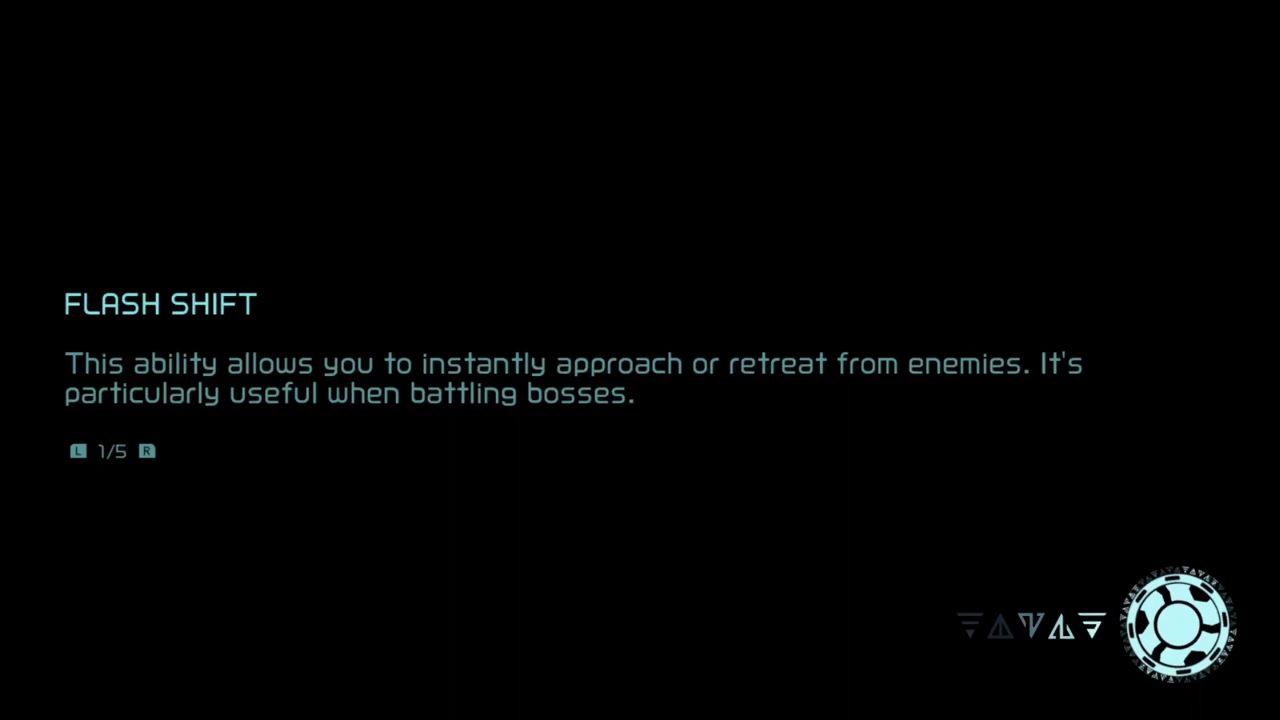 FLASH SHIFT
This ability allows you to instantly approach or retreat from enemies. It's
particularly useful when battling bosses.
L 1/5 R